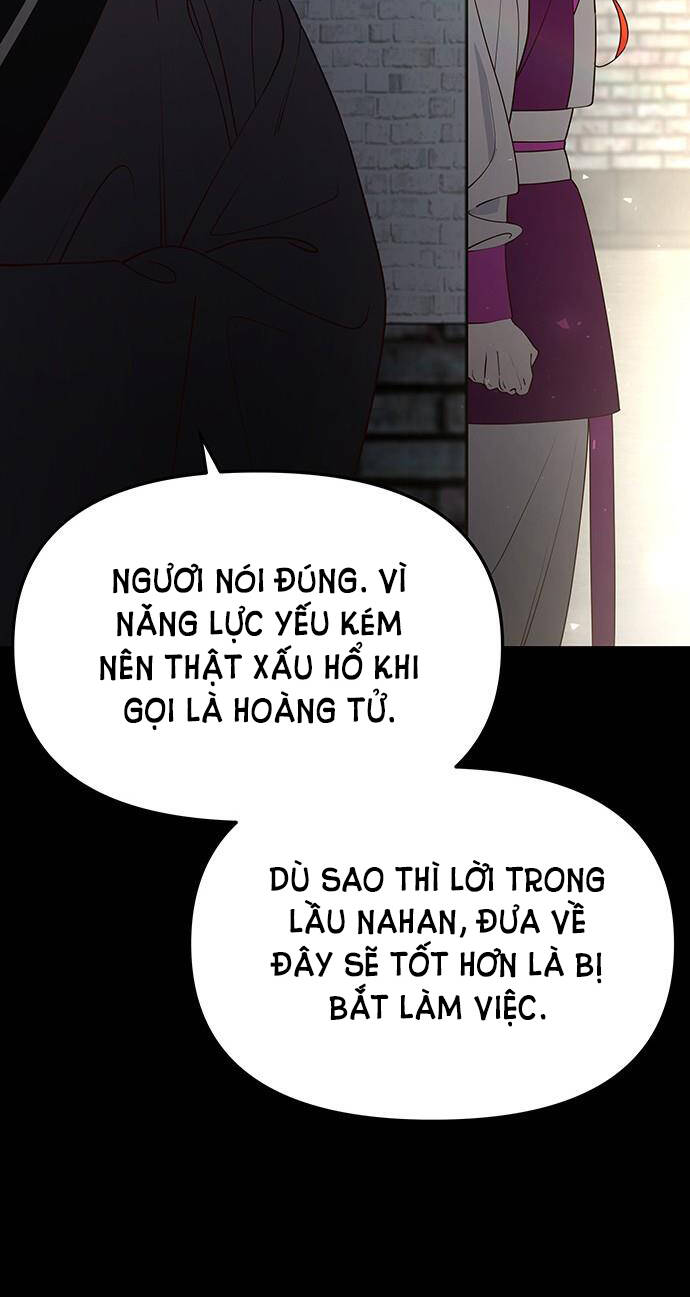 NGƯƠI NÓI ĐÚNG. VÌ
NĂNG LỰC YẾU KÉM
NÊN THẬT XẤU HỔ KHI
GỌI LÀ HOÀNG TỬ.
DÙ SAO THÌ LỜI TRONG
LẦU NAHAN, ĐƯA VỀ
ĐÂY SẼ TỐT HƠN LÀ BỊ
BẮT LÀM VIỆC.